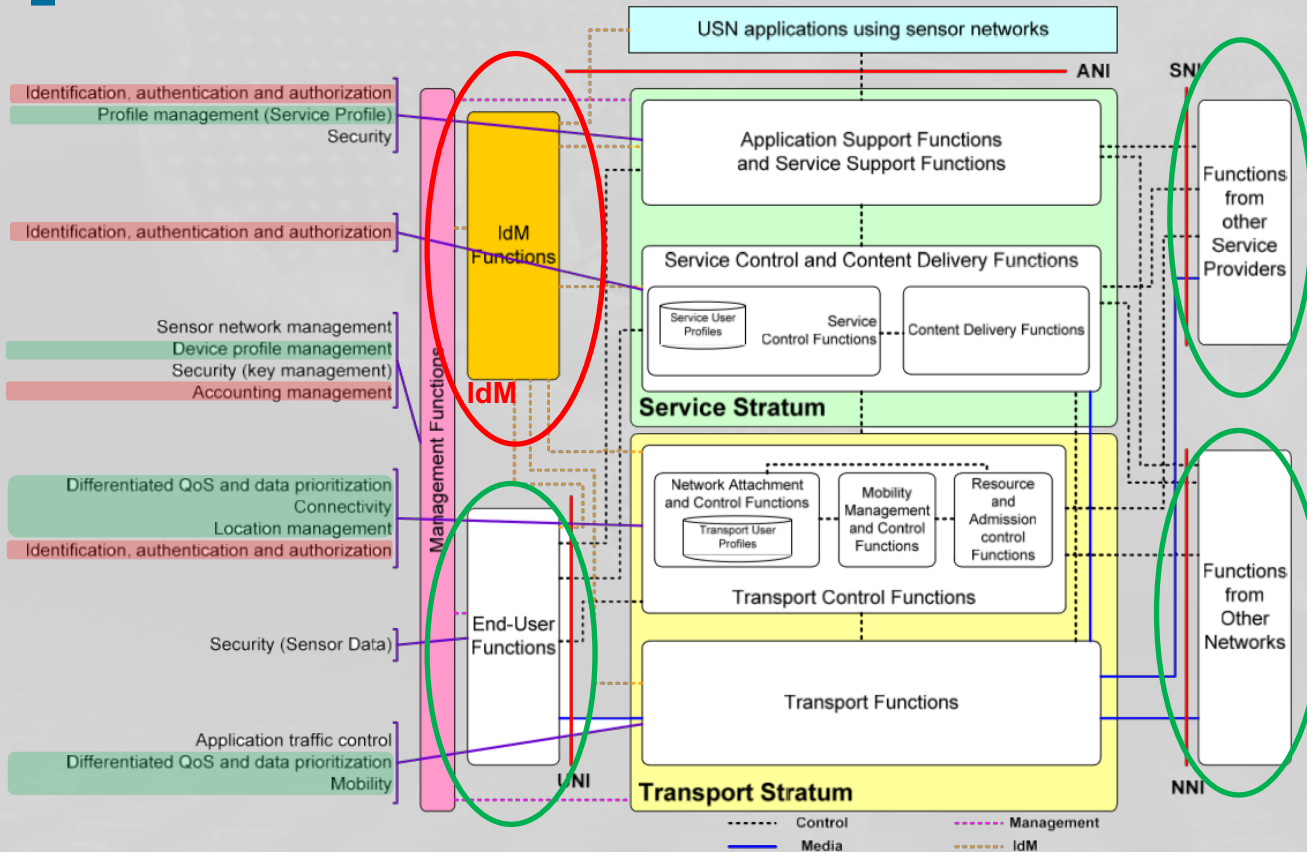 USN applications using sensor networks
ANI
SNI
Identification, authentication and authorization
Profile management (Service Profile)
Security
Identification, authentication and authorization
Sensor network management
Device profile management
Security (key management)
Accounting management
Differentiated QoS and data prioritization
Connectivity
Location management
Identification, authentication and authorization
Security (Sensor Data)
Application traffic control
Differentiated QoS and data prioritization
Mobility
Management Functions
IdM
Functions
IdM
End-User
Functions
UNI
Application Support Functions
and Service Support Functions
Service Control and Content Delivery Functions
Service User
Profiles
Service
Control Functions
Content Delivery Functions
Service Stratum
Network Attachment
and Control Functions
Transport User
Profiles
Mobility
Management
and Control
Functions
Resource
and
Admission
control
Functions
Transport Control Functions
Transport Functions
Transport Stratum
Functions
from
other
Service
Providers
Functions
from
Other
Networks
NNI
Control
Management
Media
IdM